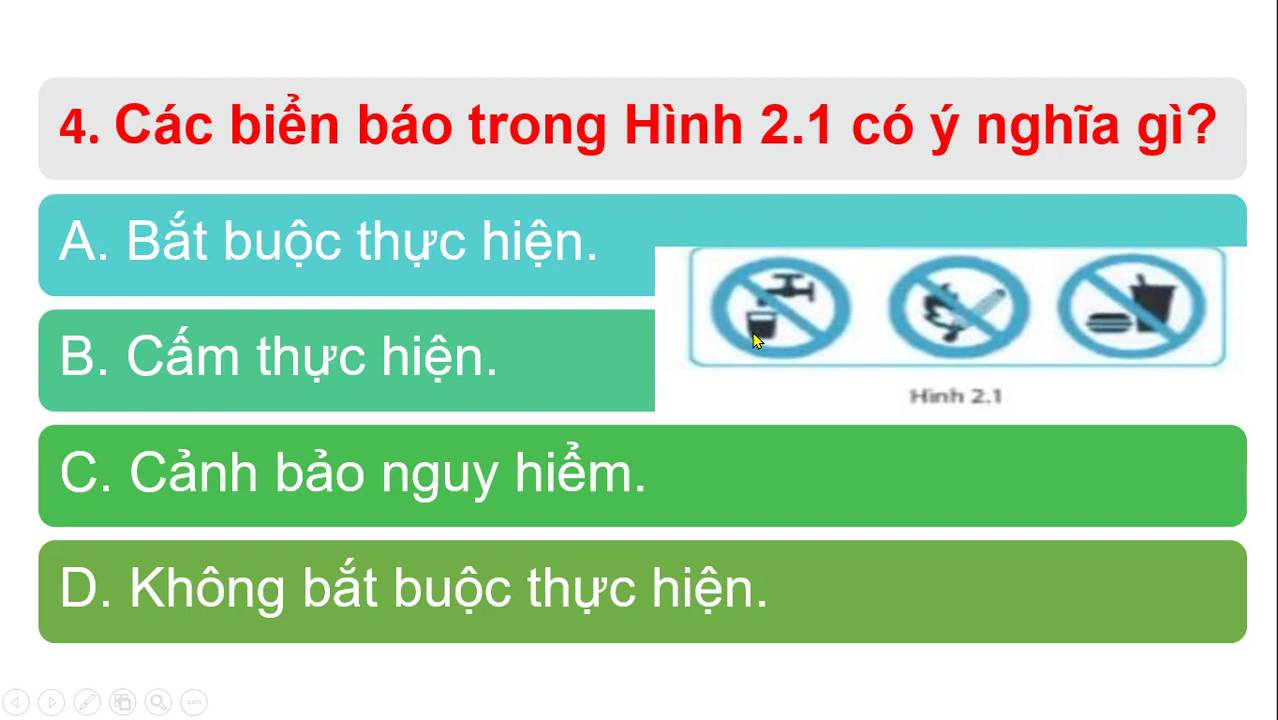 4. Các biển báo trong Hình 2.1 có ý nghĩa gì?
A. Bắt buộc thực hiện.
B. Cấm thực hiện.
Hình 2.1
C. Cảnh bảo nguy hiểm.
D. Không bắt buộc thực hiện.